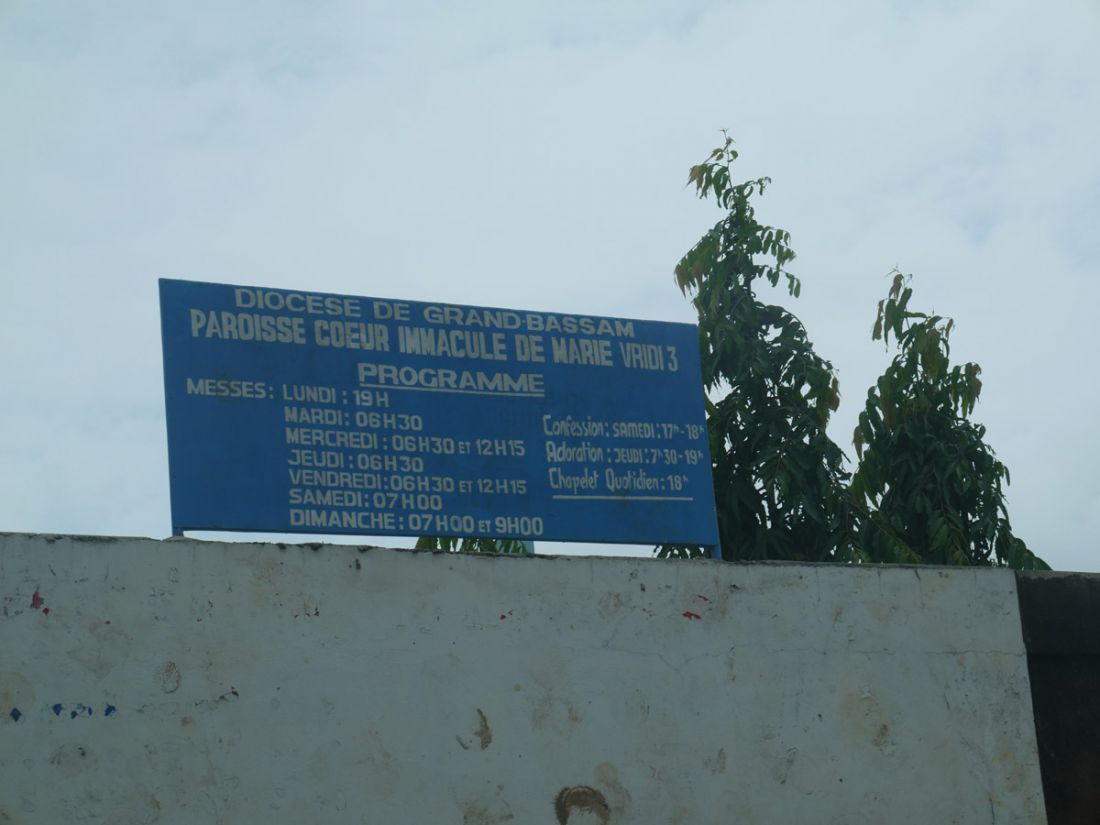 DIOCESE DE GRAND-BASSAM
PAROISSE COEUR IMMACULE DE MARIE VRIDI 3
PROGRAMME
MESSES: LUNDI : 19H
MARDI: 06H30
MERCREDI: 06H30 ET 12H15
JEUDI: 06H30
VENDREDI: 06H30 ET 12H15
SAMEDI: 07H00
DIMANCHE: 07H00 ET 9H00
Confession: SAMEDI: 17h-18h
Adoration: JEUDI: 7h30-19h
Chapelet Quotidien: 18h